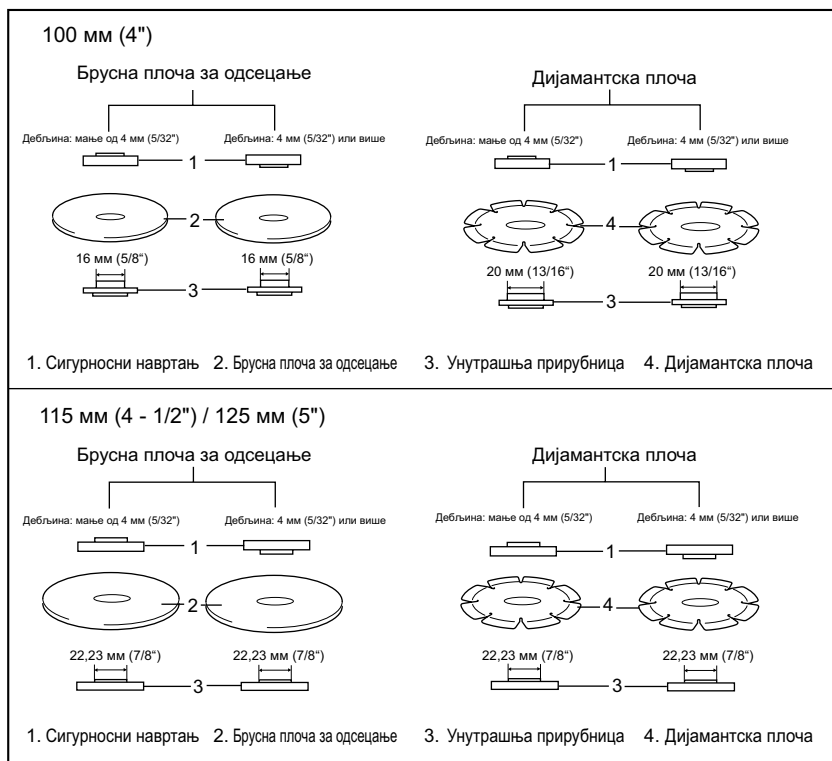 100 мм (4")
Брусна плоча за одсецање
Дијамантска плоча
Дебљина: мање од 4 мм (5/32")
Дебљина: 4 мм (5/32") или више
Дебљина: мање од 4 мм (5/32")
Дебљина: 4 мм (5/32") или више
1
1
2
4
16 мм (5/8“)
16 мм (5/8“)
20 мм (13/16“)
20 мм (13/16“)
3
3
1. Сигурносни навртањ 2. Брусна плоча за одсецање 3. Унутрашња прирубница 4. Дијамантска плоча
115 мм (4 - 1/2") / 125 мм (5")
Брусна плоча за одсецање
Дијамантска плоча
Дебљина: мање од 4 мм (5/32")
Дебљина: 4 мм (5/32") или више
Дебљина: мање од 4 мм (5/32")
Дебљина: 4 мм (5/32") или више
1
1
2
4
22,23 мм (7/8“)
22,23 мм (7/8“)
22,23 мм (7/8“)
22,23 мм (7/8“)
3
3
1. Сигурносни навртањ 2. Брусна плоча за одсецање 3. Унутрашња прирубница 4. Дијамантска плоча